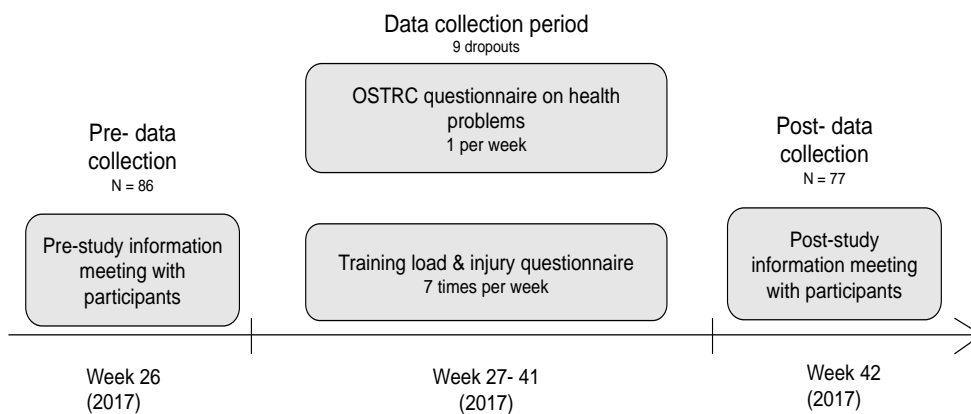 Data collection period
9 dropouts
OSTRC questionnaire on health
problems
1 per week
Pre- data
collection
N = 86
Post- data
collection
N = 77
Pre-study information
meeting with
participants
Training load & injury questionnaire
7 times per week
Post-study
information meeting
with participants
Week 26
(2017)
Week 27- 41
(2017)
Week 42
(2017)